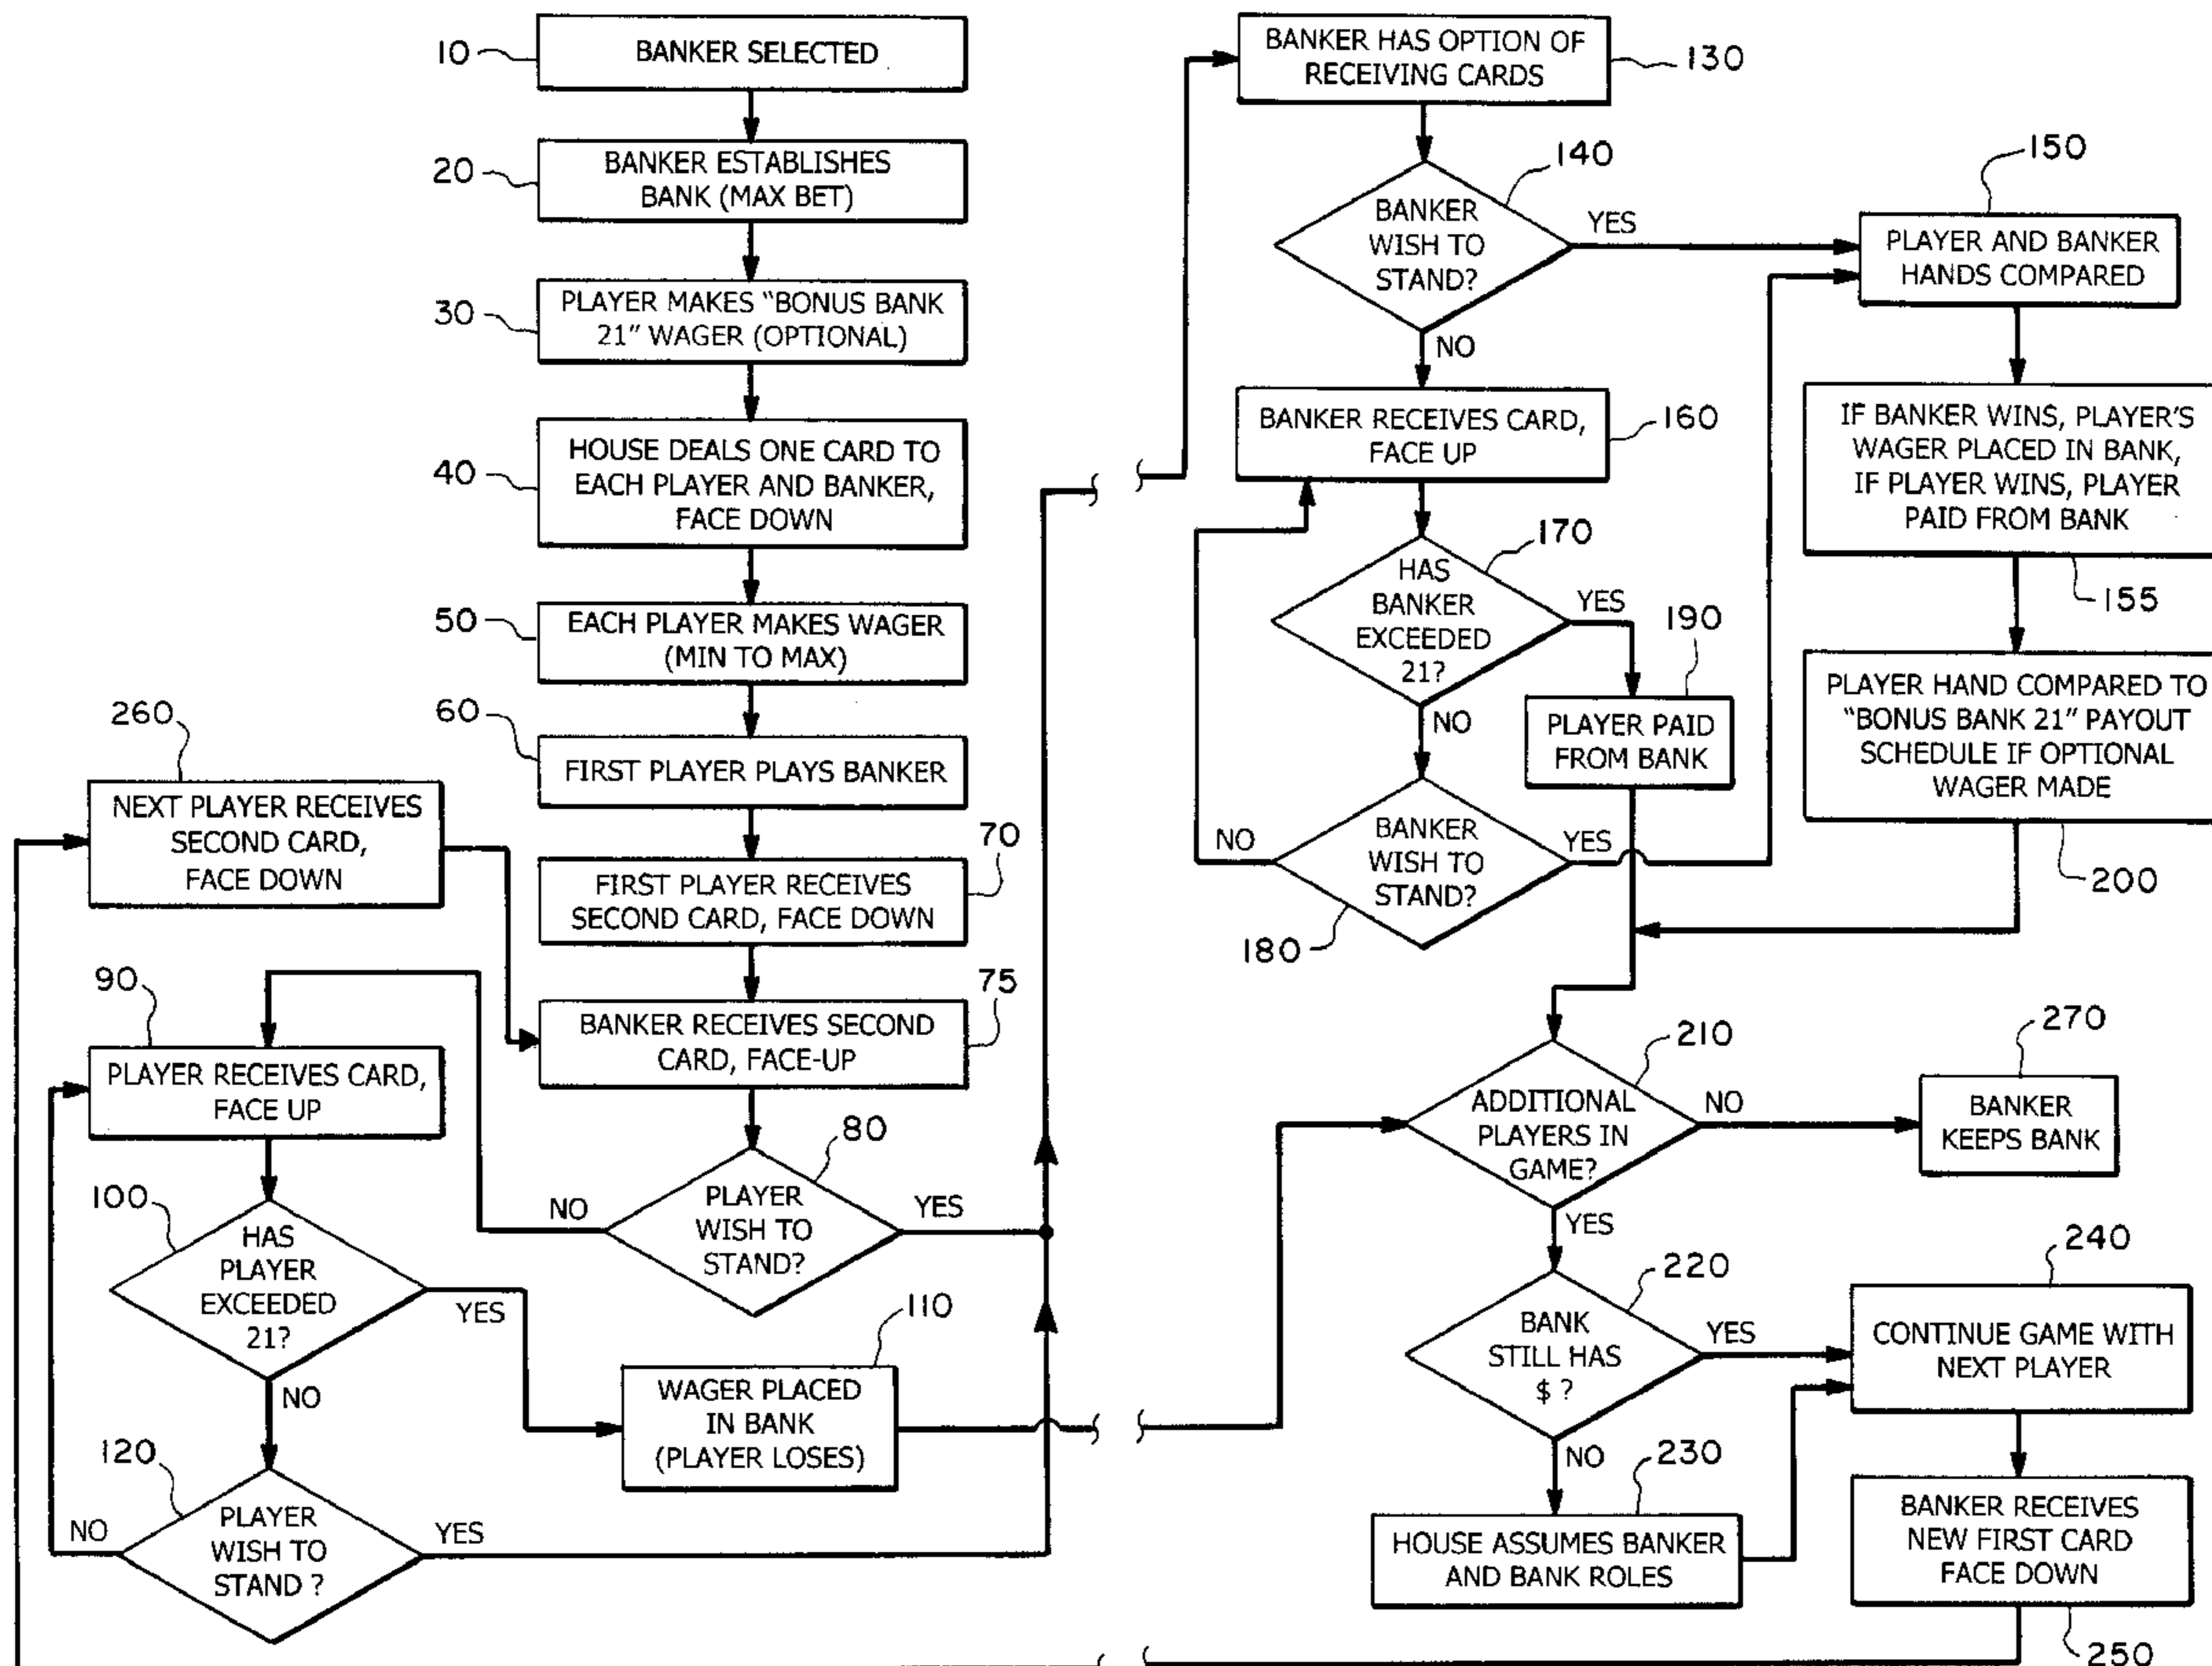 10
BANKER SELECTED
20
BANKER ESTABLISHES
BANK (MAX BET)
30
PLAYER MAKES "BONUS BANK
21" WAGER (OPTIONAL)
40
HOUSE DEALS ONE CARD TO
EACH PLAYER AND BANKER,
FACE DOWN
50
EACH PLAYER MAKES WAGER
(MIN TO MAX)
60
FIRST PLAYER PLAYS BANKER
260
NEXT PLAYER RECEIVES
SECOND CARD,
FACE DOWN
70
FIRST PLAYER RECEIVES
SECOND CARD, FACE DOWN
75
BANKER RECEIVES SECOND
CARD, FACE-UP
80
PLAYER
WISH TO
STAND?
NO
YES
90
PLAYER RECEIVES CARD,
FACE UP
100
HAS
PLAYER
EXCEEDED
21?
YES
NO
110
WAGER PLACED
IN BANK
(PLAYER LOSES)
120
PLAYER
WISH TO
STAND ?
NO
YES
BANKER HAS OPTION OF
RECEIVING CARDS
130
140
BANKER
WISH TO
STAND?
YES
NO
150
PLAYER AND BANKER
HANDS COMPARED
IF BANKER WINS, PLAYER'S
WAGER PLACED IN BANK,
IF PLAYER WINS, PLAYER
PAID FROM BANK
155
BANKER RECEIVES CARD,
FACE UP
160
170
HAS
BANKER
EXCEEDED
21?
YES
NO
190
PLAYER PAID
FROM BANK
PLAYER HAND COMPARED TO
"BONUS BANK 21" PAYOUT
SCHEDULE IF OPTIONAL
WAGER MADE
200
BANKER
WISH TO
STAND?
NO
YES
180
210
ADDITIONAL
PLAYERS IN
GAME?
NO
YES
270
BANKER
KEEPS BANK
220
BANK
STILL HAS
$ ?
YES
NO
230
HOUSE ASSUMES BANKER
AND BANK ROLES
240
CONTINUE GAME WITH
NEXT PLAYER
BANKER RECEIVES
NEW FIRST CARD
FACE DOWN
250